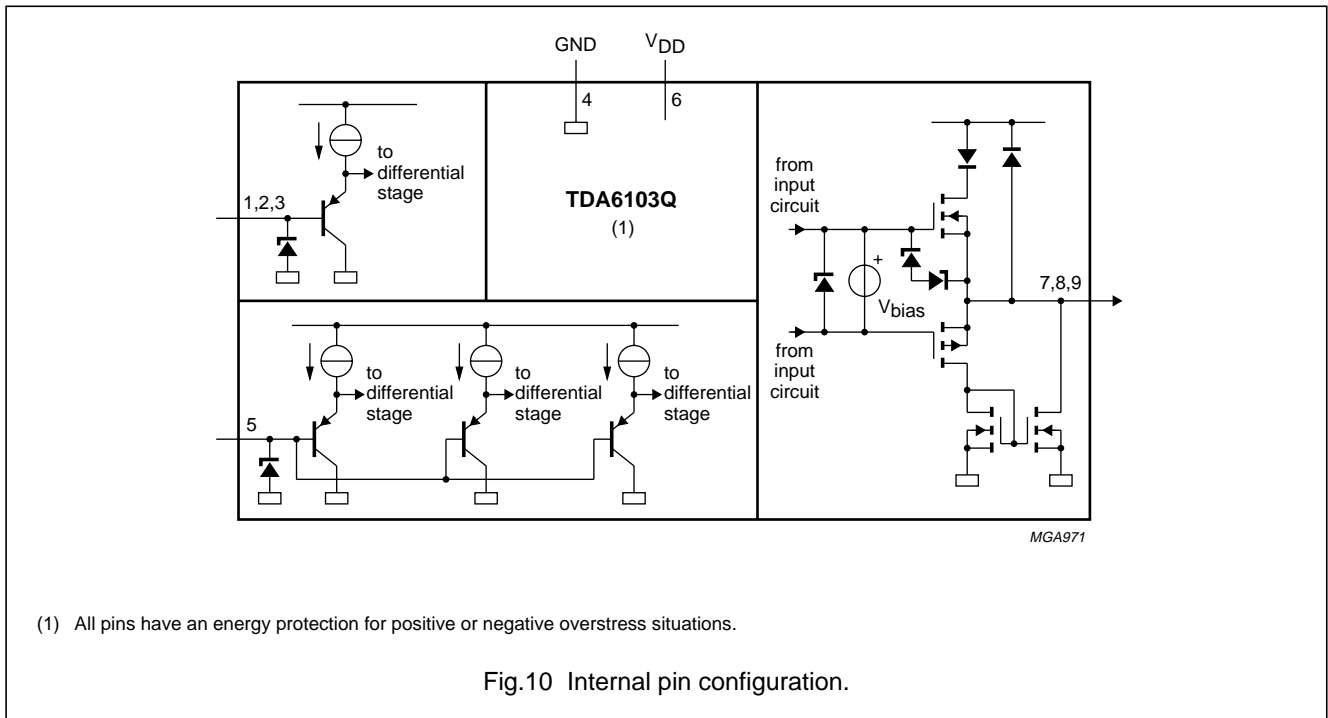 GND
VDD
4
6
to
differential
stage
1,2,3
TDA6103Q
(1)
from
input
circuit
+
Vbias
7,8,9
from
input
circuit
to
differential
stage
to
differential
stage
to
differential
stage
5
MGA971
(1) All pins have an energy protection for positive or negative overstress situations.
Fig.10 Internal pin configuration.